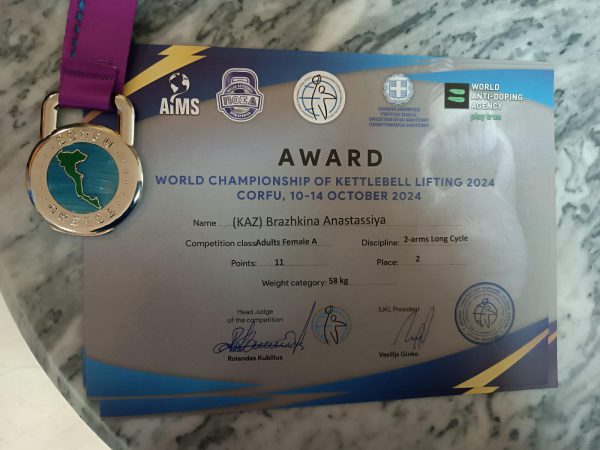 AiMS
WORLD
ANTI-DOPING
AGENCY
play true
AWARD
WORLD CHAMPIONSHIP OF KETTLEBELL LIFTING 2024
CORFU, 10-14 OCTOBER 2024
Name (KAZ) Brazhkina Anastassiya
Competition class: Adults Female A Discipline: 2-arms Long Cycle
Points: 11 Place: 2
Weight category: 58 kg
Head Judge
of the competition
IUKL President
Rolandas Kubilius
Vasilijs Ginko
GREECE